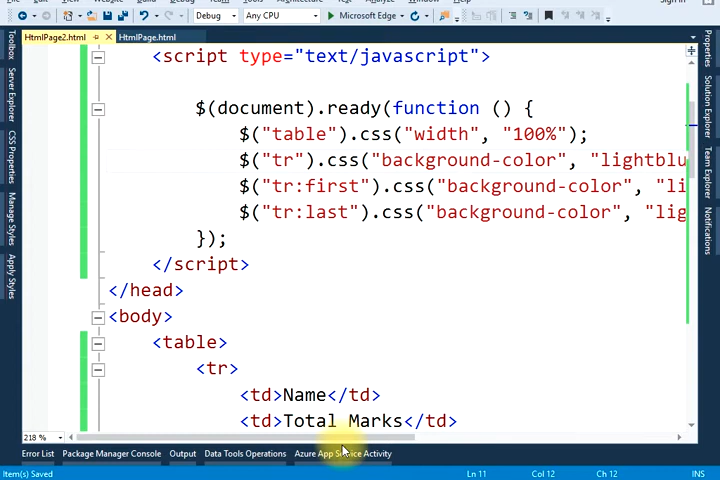 Debug Any CPU Microsoft Edge
HtmlPage2.html HtmlPage.html
Toolbox
Server Explorer
CSS Properties
Manage Styles
Apply Styles
<script type="text/javascript">
$(document).ready(function () {
$("table").css("width", "100%");
$("tr").css("background-color", "lightblu
$("tr:first").css("background-color", "li
$("tr:last").css("background-color", "lig
});
</script>
</head>
<body>
<table>
<tr>
<td>Name</td>
<td>Total Marks</td>
Properties
Solution Explorer
Team Explorer
Notifications
218 %
Error List Package Manager Console Output Data Tools Operations Azure App Service Activity
Item(s) Saved Ln 11 Col 12 Ch 12 INS